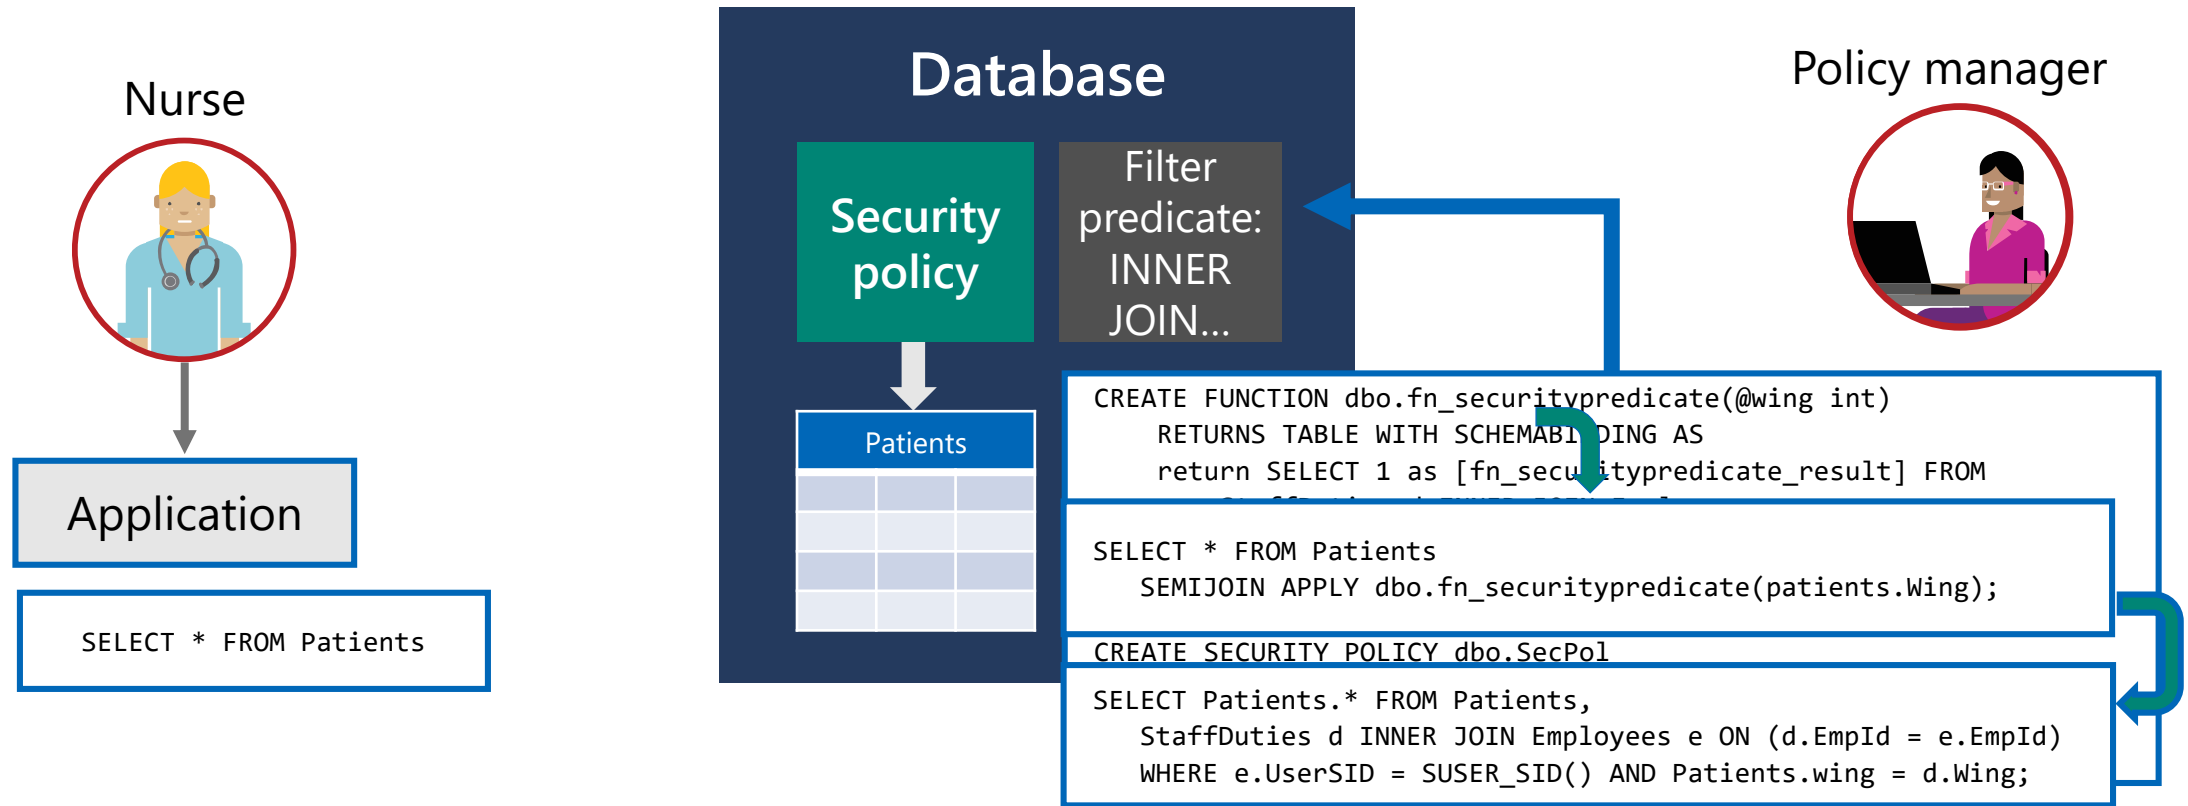 Nurse
Application
SELECT * FROM Patients
Database
Security
policy
Filter
predicate:
INNER
JOIN...
Patients
Policy manager
CREATE FUNCTION dbo.fn_securitypredicate(@wing int)
RETURNS TABLE WITH SCHEMABINDING AS
return SELECT 1 as [fn_securitypredicate_result] FROM
SELECT * FROM Patients
SEMIJOIN APPLY dbo.fn_securitypredicate(patients.Wing);
CREATE SECURITY POLICY dbo.SecPol
SELECT Patients.* FROM Patients,
StaffDuties d INNER JOIN Employees e ON (d.EmpId = e.EmpId)
WHERE e.UserSID = SUSER_SID() AND Patients.wing = d.Wing;